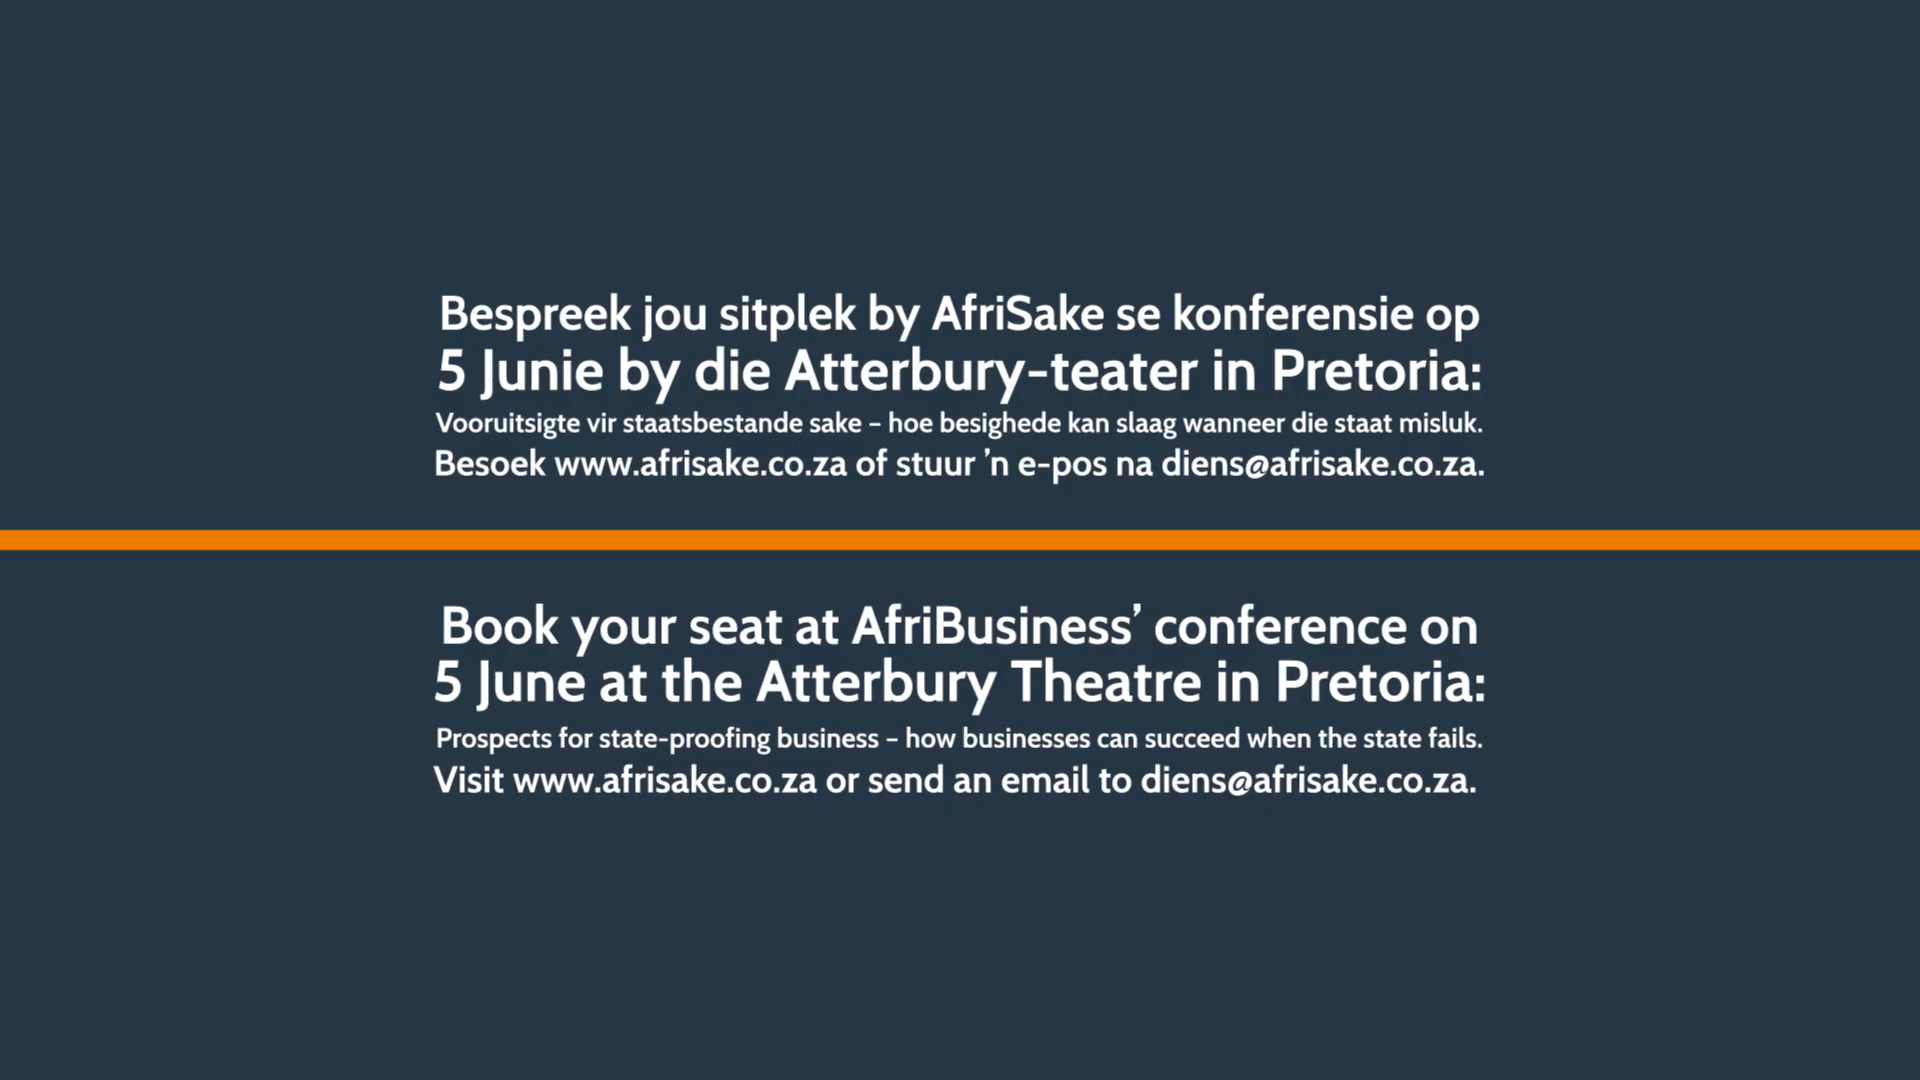 Bespreek jou sitplek by AfriSake se konferensie op
5 Junie by die Atterbury-teater in Pretoria:
Vooruitsigte vir staatsbestande sake – hoe besighede kan slaag wanneer die staat misluk.
Besoek www.afrisake.co.za of stuur ’n e-pos na diens@afrisake.co.za.
Book your seat at AfriBusiness’ conference on
5 June at the Atterbury Theatre in Pretoria:
Prospects for state-proofing business – how businesses can succeed when the state fails.
Visit www.afrisake.co.za or send an email to diens@afrisake.co.za.